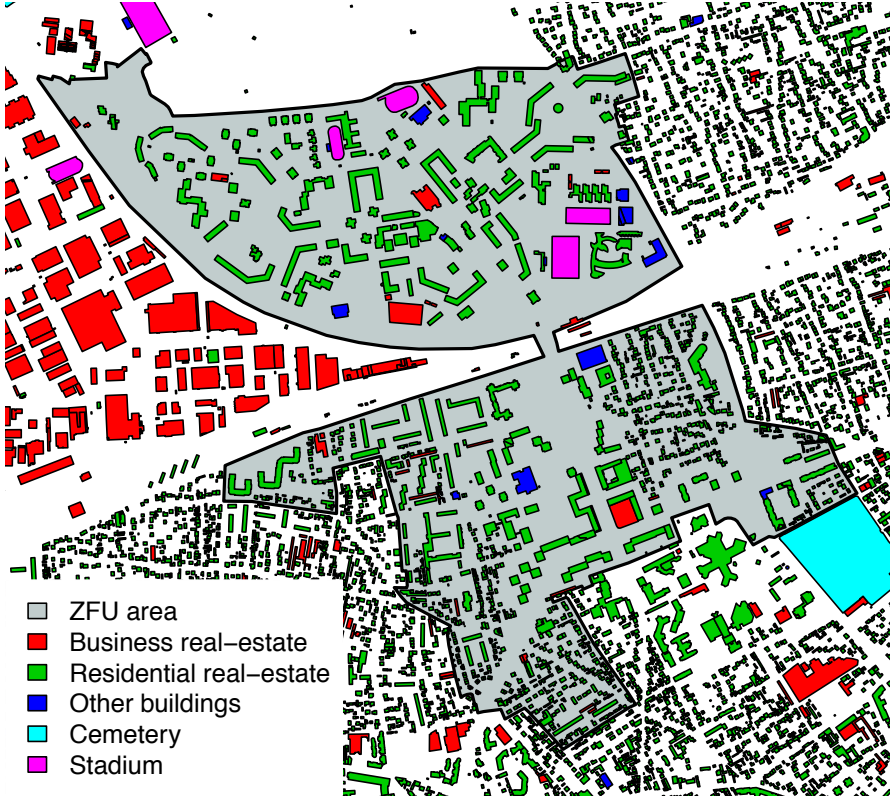 ZFU area
Business real−estate
Residential real−estate
Other buildings
Cemetery
Stadium